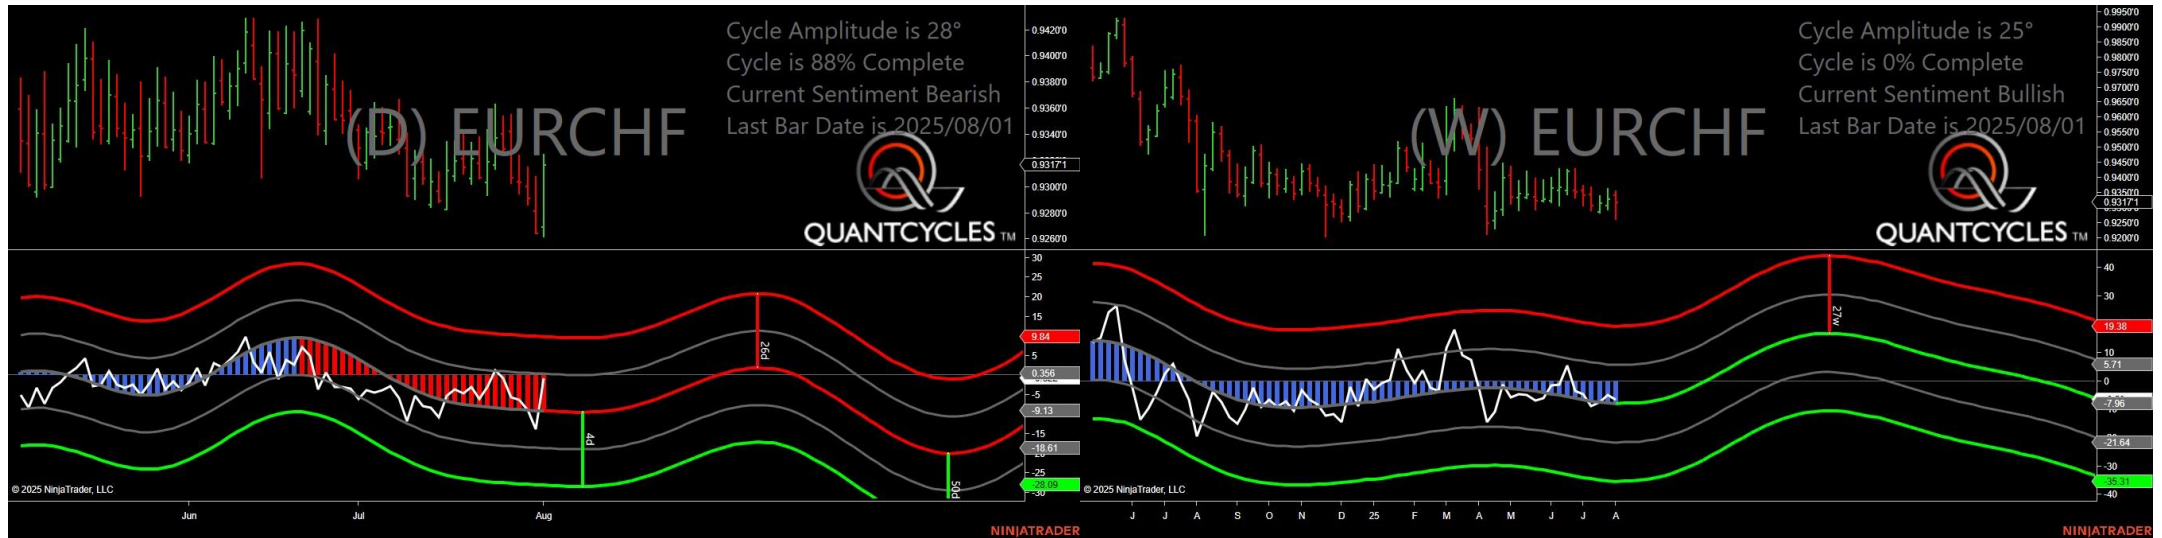 Cycle Amplitude is 28°
Cycle is 88% Complete
Current Sentiment Bearish
Last Bar Date is 2025/08/01
(D) EURCHF
QUANTCYCLES TM
0.9420'0
0.9400'0
0.9380'0
0.9360'0
0.9340'0
0.9317'1
0.9300'0
0.9280'0
0.9260'0
30
25
20
15
9.84
5
0.356
-5
-9.13
-15
-18.61
-25
-28.09
-30
26d
4d
50d
© 2025 NinjaTrader, LLC
Jun Jul Aug
NINJATRADER
Cycle Amplitude is 25°
Cycle is 0% Complete
Current Sentiment Bullish
Last Bar Date is 2025/08/01
(W) EURCHF
QUANTCYCLES TM
0.9950'0
0.9900'0
0.9850'0
0.9800'0
0.9750'0
0.9700'0
0.9650'0
0.9600'0
0.9550'0
0.9500'0
0.9450'0
0.9400'0
0.9350'0
0.9317'1
0.9250'0
0.9200'0
40
30
19.38
10
5.71
0
-7.96
-21.64
-30
-35.31
-40
27w
© 2025 NinjaTrader, LLC
J J A S O N D 25 F M A M J J A
NINJATRADER